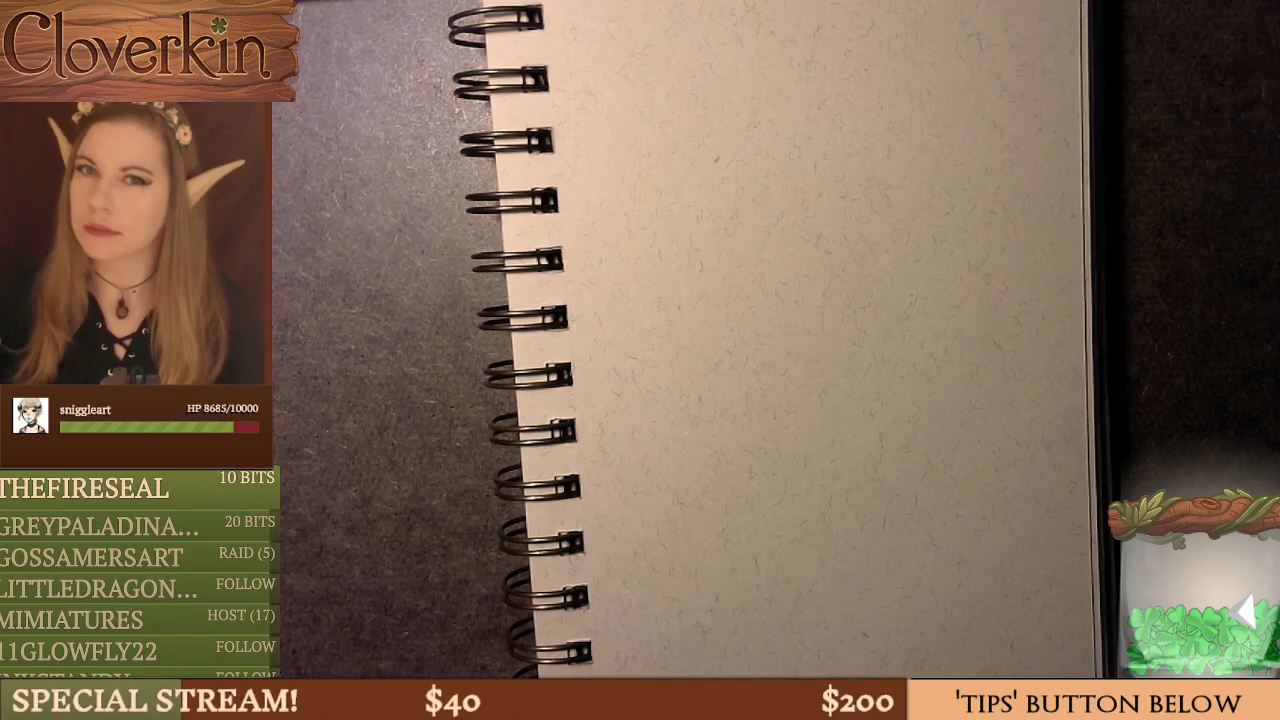 Cloverkin
sniggleart HP 8685/10000
THEFIRESEAL 10 BITS
GREYPALADINA... 20 BITS
GOSSAMERSART RAID (5)
LITTLEDRAGON... FOLLOW
MIMIATURES HOST (17)
11GLOWFLY22 FOLLOW
FOLLOW
SPECIAL STREAM! $40 $200 'TIPS' BUTTON BELOW